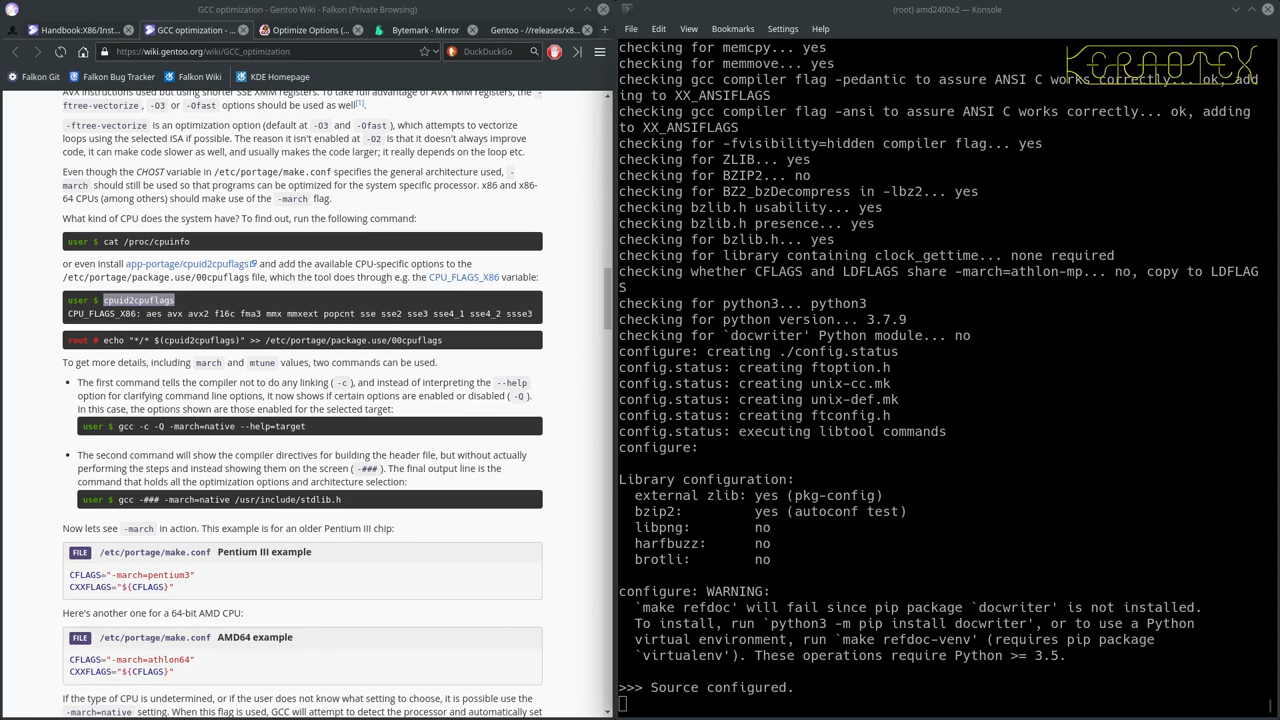 GCC optimization - Gentoo Wiki - Falkon (Private Browsing)
Handbook:X86/Inst...
GCC optimization - ...
Optimize Options (...
Bytemark - Mirror
Gentoo - /releases/x8...
https://wiki.gentoo.org/wiki/GCC_optimization
DuckDuckGo
Falkon Git
Falkon Bug Tracker
Falkon Wiki
KDE Homepage
AVX instructions but using shorter SSE XMM registers. To take full advantage of AVX YMM registers, the -
ftree-vectorize, -O3 or -Ofast options should be used as well[1].
-ftree-vectorize is an optimization option (default at -O3 and -Ofast), which attempts to vectorize
loops using the selected ISA if possible. The reason it isn't enabled at -O2 is that it doesn't always improve
code, it can make code slower as well, and usually makes the code larger; it really depends on the loop etc.
Even though the CHOST variable in /etc/portage/make.conf specifies the general architecture used, -
march should still be used so that programs can be optimized for the system specific processor. x86 and x86-
64 CPUs (among others) should make use of the -march flag.
What kind of CPU does the system have? To find out, run the following command:
user $ cat /proc/cpuinfo
or even install app-portage/cpuid2cpuflags and add the available CPU-specific options to the
/etc/portage/package.use/00cpuflags file, which the tool does through e.g. the CPU_FLAGS_X86 variable:
user $ cpuid2cpuflags
CPU_FLAGS_X86: aes avx avx2 f16c fma3 mmx mmxext popcnt sse sse2 sse3 sse4_1 sse4_2 ssse3
root # echo "*/* $(cpuid2cpuflags)" >> /etc/portage/package.use/00cpuflags
To get more details, including march and mtune values, two commands can be used.
• The first command tells the compiler not to do any linking (-c), and instead of interpreting the --help
option for clarifying command line options, it now shows if certain options are enabled or disabled (-Q).
In this case, the options shown are those enabled for the selected target:
user $ gcc -c -Q -march=native --help=target
• The second command will show the compiler directives for building the header file, but without actually
performing the steps and instead showing them on the screen (-###). The final output line is the
command that holds all the optimization options and architecture selection:
user $ gcc -### -march=native /usr/include/stdlib.h
Now lets see -march in action. This example is for an older Pentium III chip:
FILE /etc/portage/make.conf Pentium III example
CFLAGS="-march=pentium3"
CXXFLAGS="${CFLAGS}"
Here's another one for a 64-bit AMD CPU:
FILE /etc/portage/make.conf AMD64 example
CFLAGS="-march=athlon64"
CXXFLAGS="${CFLAGS}"
If the type of CPU is undetermined, or if the user does not know what setting to choose, it is possible use the
-march=native setting. When this flag is used, GCC will attempt to detect the processor and automatically set
(root) amd2400x2 — Konsole
File Edit View Bookmarks Settings Help
KERNOTEX
checking for memcpy... yes
checking for memmove... yes
checking gcc compiler flag -pedantic to assure ANSI C works correctly... ok, add
ing to XX_ANSIFLAGS
checking gcc compiler flag -ansi to assure ANSI C works correctly... ok, adding
to XX_ANSIFLAGS
checking for -fvisibility=hidden compiler flag... yes
checking for ZLIB... yes
checking for BZIP2... no
checking for BZ2_bzDecompress in -lbz2... yes
checking bzlib.h usability... yes
checking bzlib.h presence... yes
checking for bzlib.h... yes
checking for library containing clock_gettime... none required
checking whether CFLAGS and LDFLAGS share -march=athlon-mp... no, copy to LDFLAG
S
checking for python3... python3
checking for python version... 3.7.9
checking for `docwriter' Python module... no
configure: creating ./config.status
config.status: creating ftoption.h
config.status: creating unix-cc.mk
config.status: creating unix-def.mk
config.status: creating ftconfig.h
config.status: executing libtool commands
configure:
Library configuration:
external zlib: yes (pkg-config)
bzip2: yes (autoconf test)
libpng: no
harfbuzz: no
brotli: no
configure: WARNING:
`make refdoc' will fail since pip package `docwriter' is not installed.
To install, run `python3 -m pip install docwriter', or to use a Python
virtual environment, run `make refdoc-venv' (requires pip package
`virtualenv'). These operations require Python >= 3.5.
>>> Source configured.